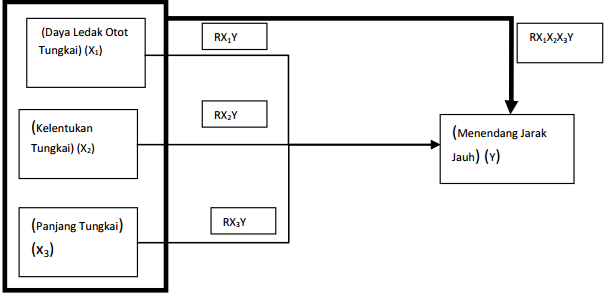 (Daya Ledak Otot
Tungkai) (X₁)
RX₁Y
RX₁X₂X₃Y
(Kelentukan
Tungkai) (X₂)
RX₂Y
(Menendang Jarak
Jauh) (Y)
(Panjang Tungkai)
(X₃)
RX₃Y